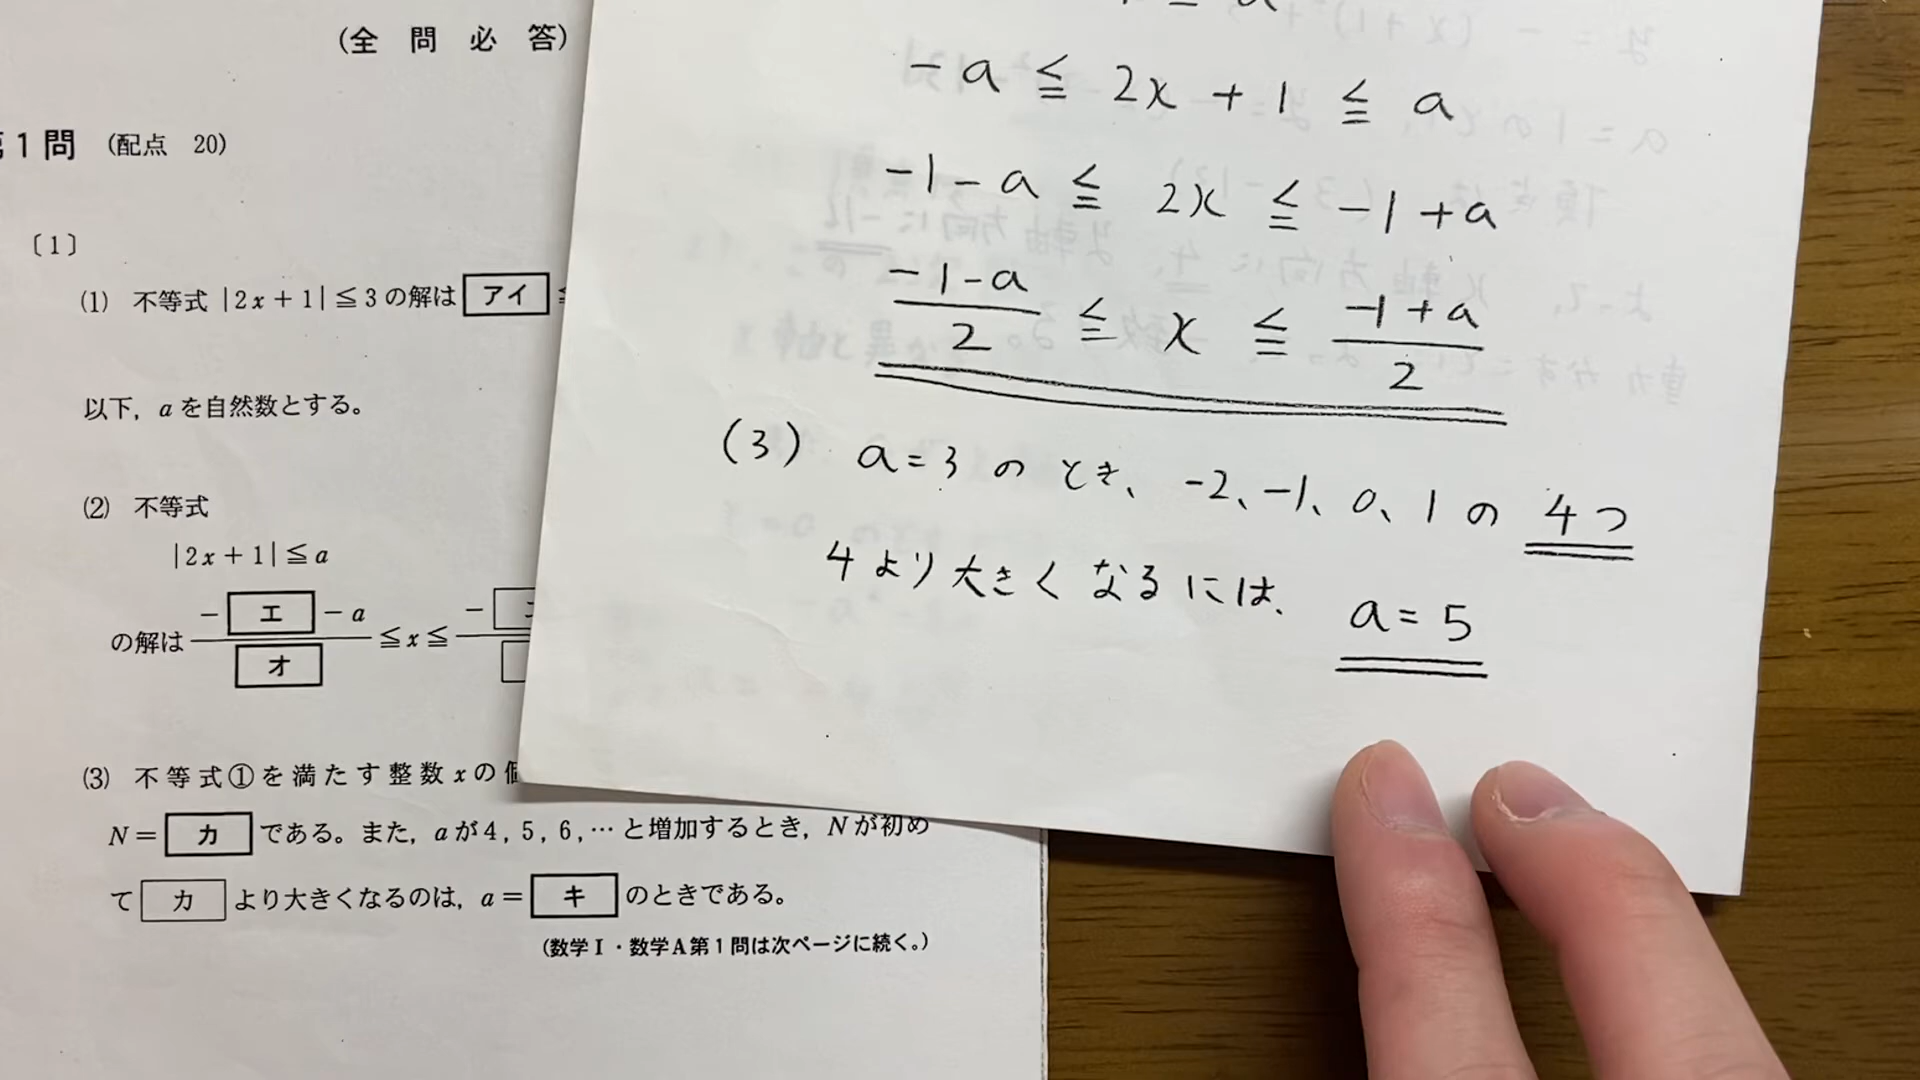 (全問必答)
第1問 (配点 20)
〔1〕
(1) 不等式 |2x+1|≦3の解は アイ ≦
以下, aを自然数とする。
(2) 不等式
|2x+1|≦a
の解は (-エ-a)/オ ≦x≦ -
(3) 不等式①を満たす整数xの個
N= カ である。また, aが4, 5, 6, …と増加するとき, Nが初め
て カ より大きくなるのは, a= キ のときである。
(数学Ⅰ・数学A第1問は次ページに続く。)
-a ≦ 2x+1 ≦ a
-1-a ≦ 2x ≦ -1+a
(-1-a)/2 ≦ x ≦ (-1+a)/2
(3) a=3 のとき、-2、-1、0、1 の 4つ
4より大きくなるには、 a=5